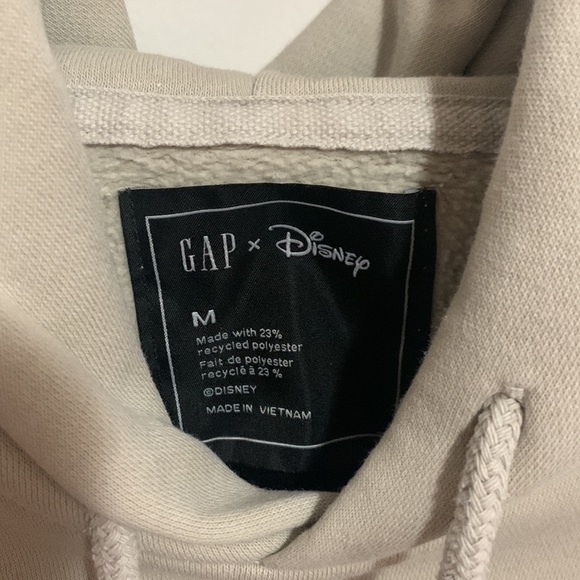 GAP × Disney
M
Made with 23%
recycled polyester
Fait de polyester
recyclé à 23 %
©DISNEY
MADE IN VIETNAM